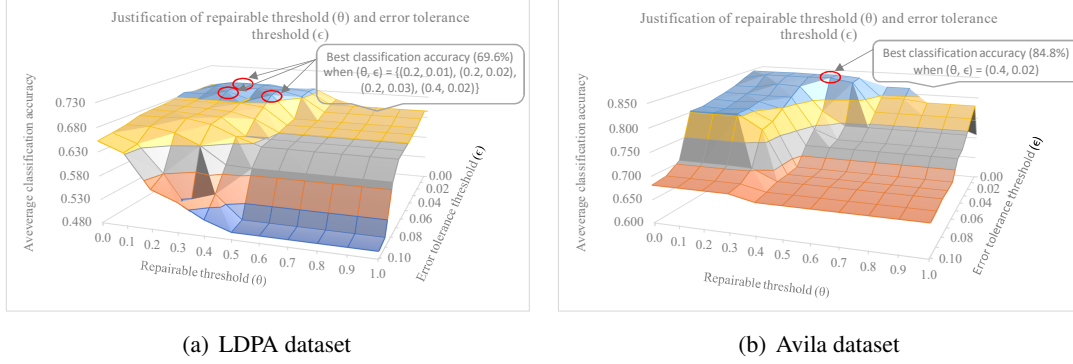 Justification of repairable threshold (θ) and error tolerance
threshold (ϵ)
Best classification accuracy (69.6%)
when (θ, ϵ) = {(0.2, 0.01), (0.2, 0.02),
(0.2, 0.03), (0.4, 0.02)}
Aveverage classification accuracy
0.730
0.680
0.630
0.580
0.530
0.480
0.0 0.1 0.2 0.3 0.4 0.5 0.6 0.7 0.8 0.9 1.0
Repairable threshold (θ)
0.00
0.02
0.04
0.06
0.08
0.10
Error tolerance threshold (ϵ)
(a) LDPA dataset
Justification of repairable threshold (θ) and error tolerance
threshold (ϵ)
Best classification accuracy (84.8%)
when (θ, ϵ) = (0.4, 0.02)
Avevrage classification accuracy
0.850
0.800
0.750
0.700
0.650
0.600
0.0 0.1 0.2 0.3 0.4 0.5 0.6 0.7 0.8 0.9 1.0
Repairable threshold (θ)
0.00
0.02
0.04
0.06
0.08
0.10
Error tolerance threshold (ϵ)
(b) Avila dataset